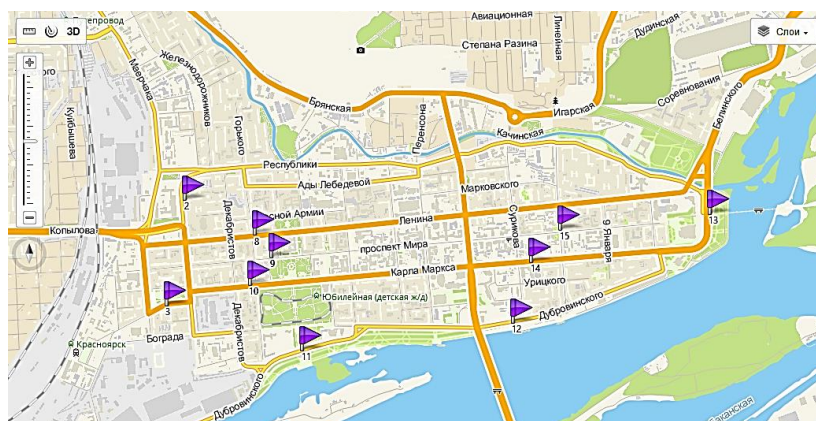 3D
Слои
Авиационная
Линейная
Степана Разина
Дудинская
Маерчака
Железнодорожников
Куйбышева
Горького
Брянская
Перенсона
Игарская
Соревнования
Белинского
Качинская
Республики
Ады Лебедевой
Марковского
2
Декабристов
8
Ленина
Сурикова
15
9 Января
13
Копылова
9
проспект Мира
14
10
Карла Маркса
Урицкого
3
Юбилейная (детская ж/д)
Декабристов
Дубровинского
12
Бограда
Красноярск
11
Дубровинского